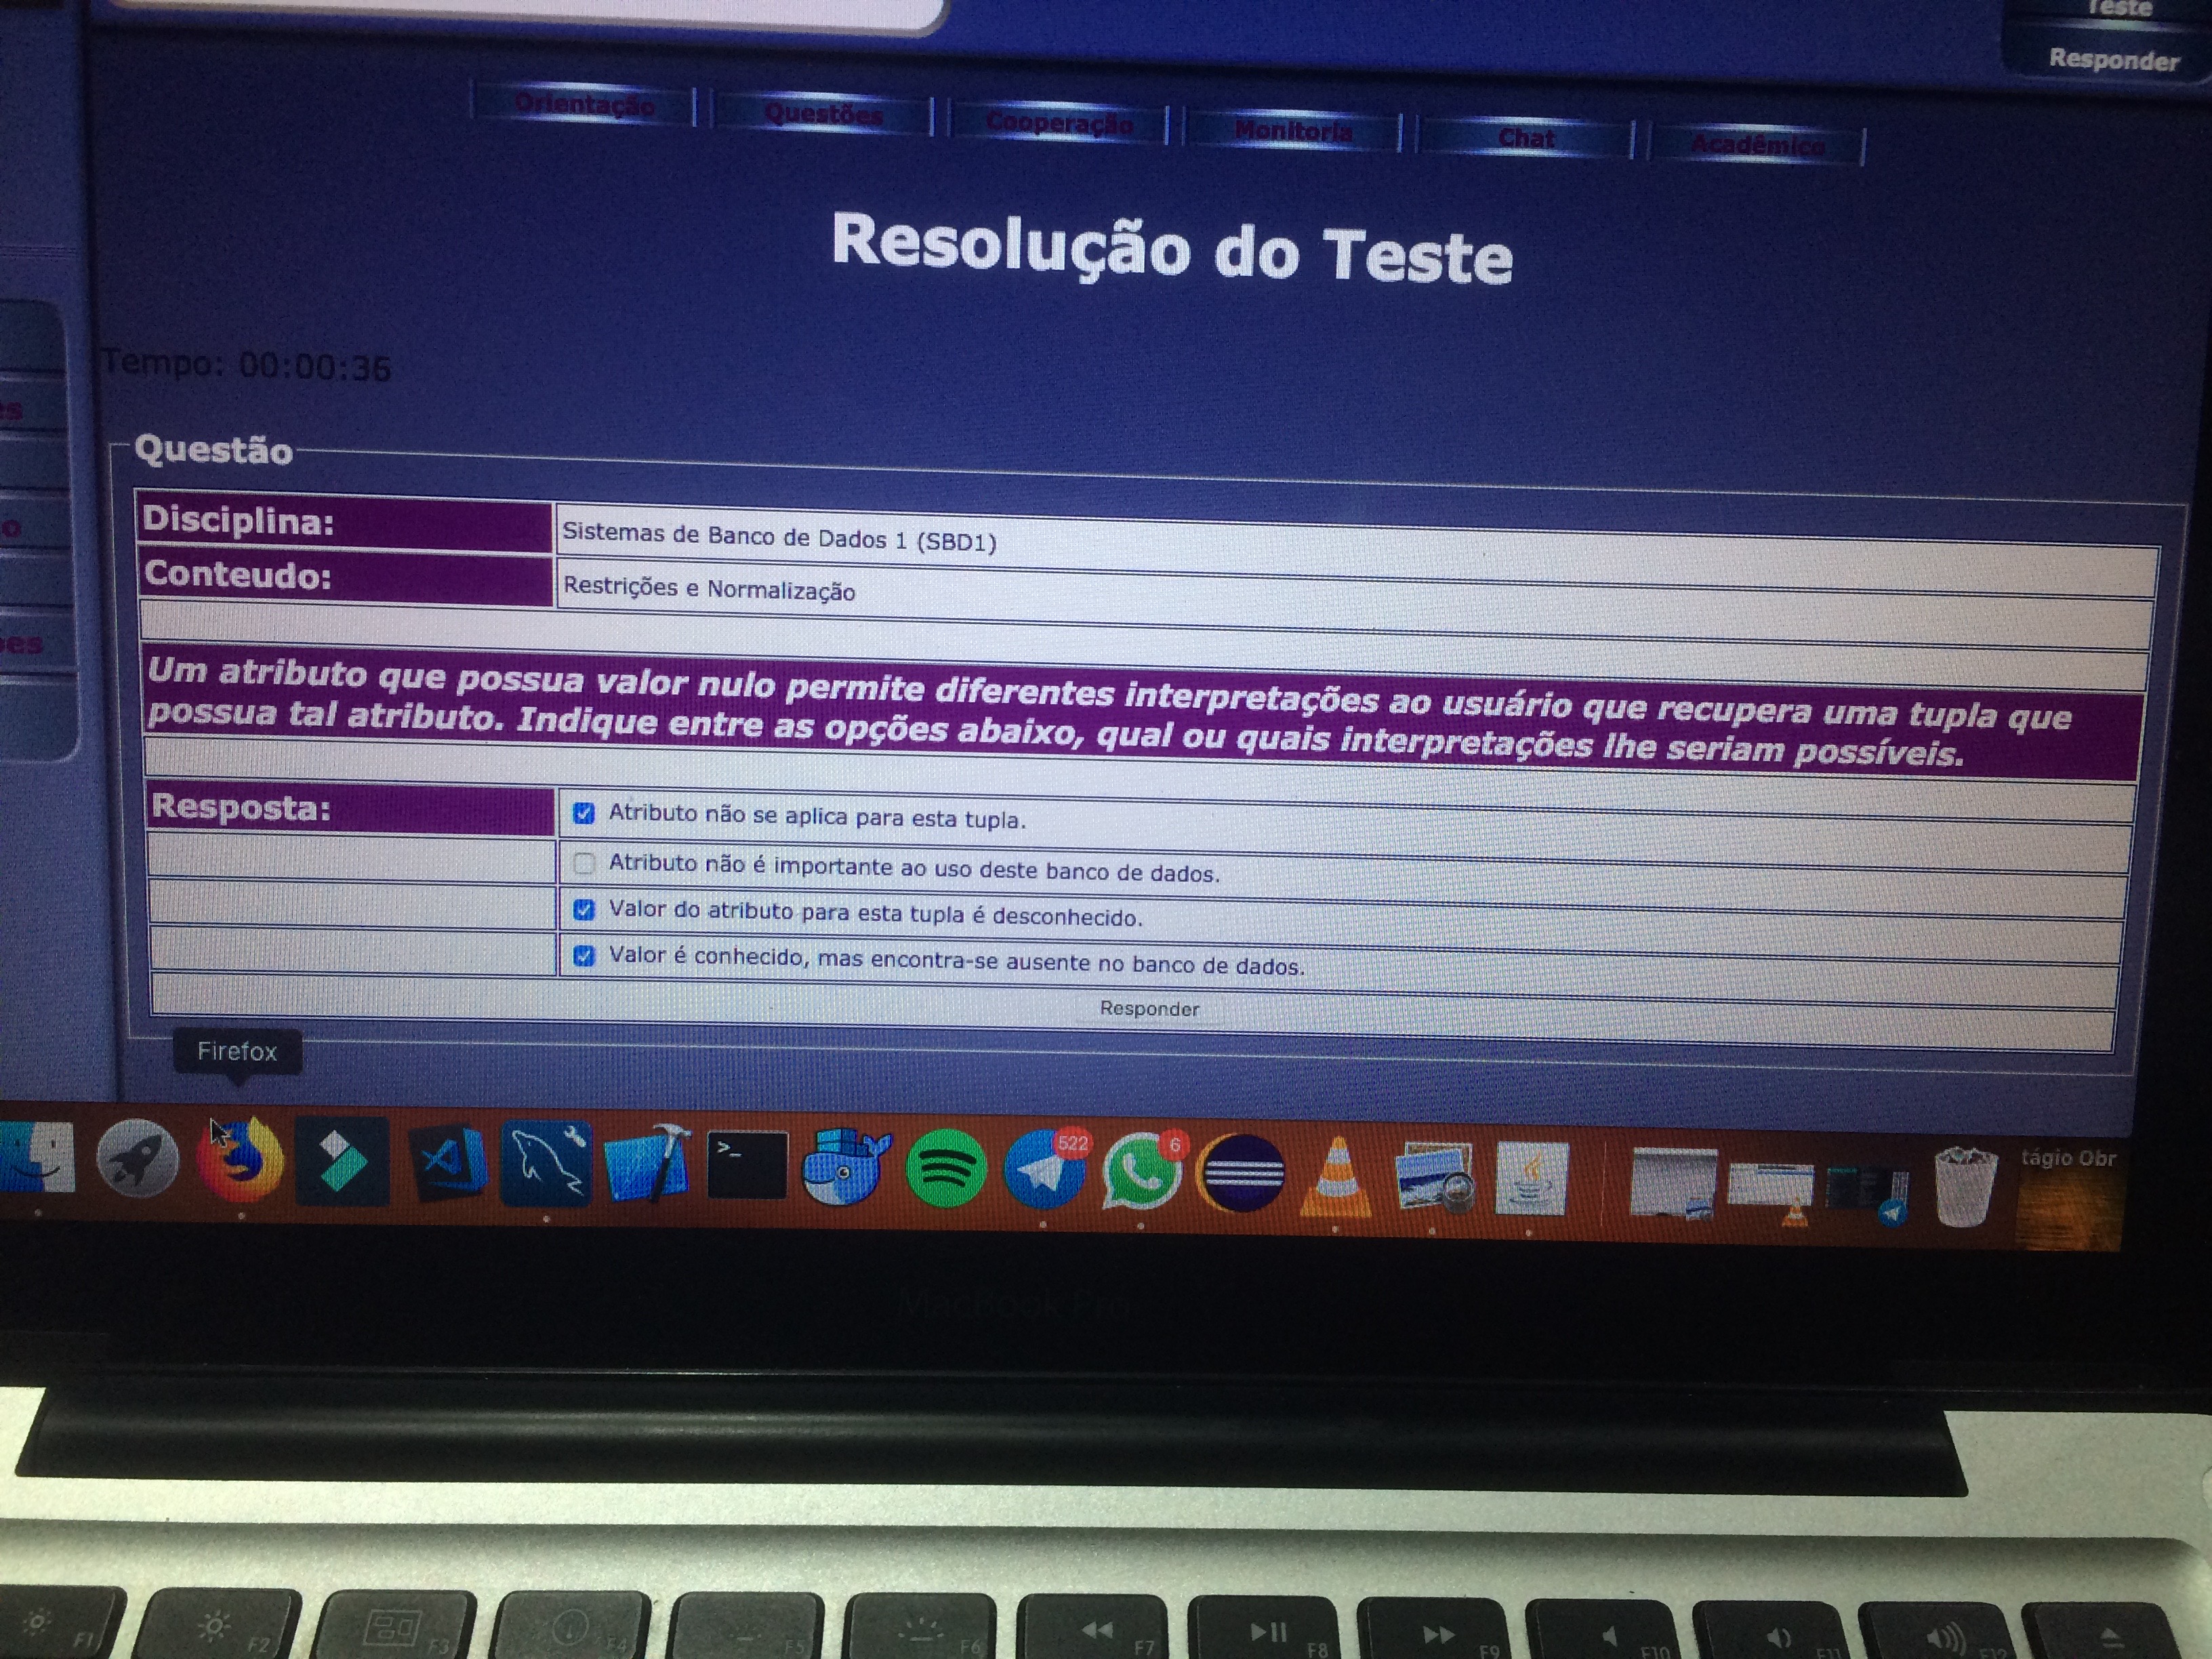 Teste
Responder
Orientação
Questões
Cooperação
Monitoria
Chat
Acadêmico
Resolução do Teste
Tempo: 00:00:36
es
Questão
Disciplina:
Sistemas de Banco de Dados 1 (SBD1)
o
Conteudo:
Restrições e Normalização
ões
Um atributo que possua valor nulo permite diferentes interpretações ao usuário que recupera uma tupla que
possua tal atributo. Indique entre as opções abaixo, qual ou quais interpretações lhe seriam possíveis.
Resposta:
Atributo não se aplica para esta tupla.
Atributo não é importante ao uso deste banco de dados.
Valor do atributo para esta tupla é desconhecido.
Valor é conhecido, mas encontra-se ausente no banco de dados.
Responder
Firefox
>_
522
6
tágio Obr
Macbook Pro
F1
F2
F3
F4
F5
F6
F7
F8
F9
F10
F11
F12